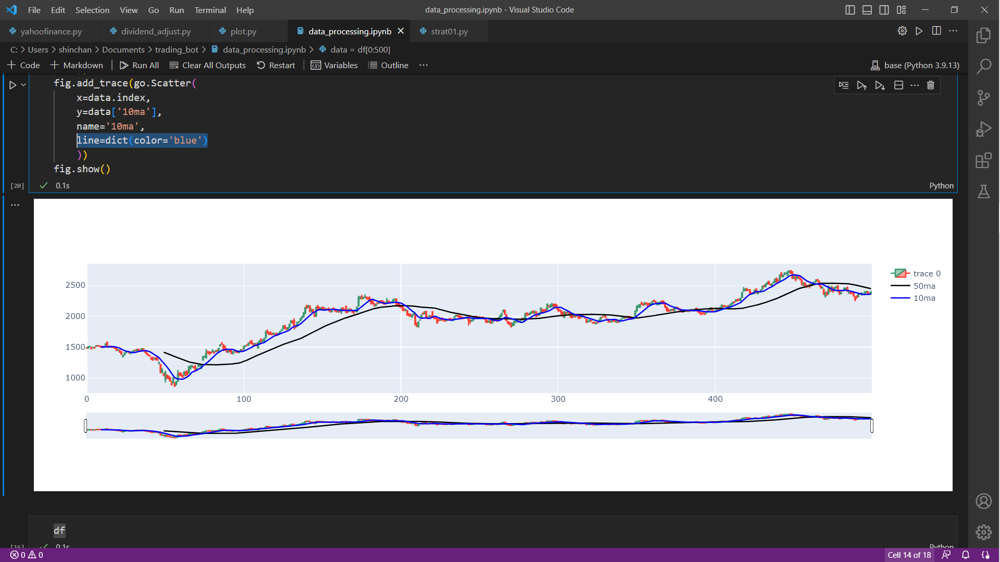 File Edit Selection View Go Run Terminal Help data_processing.ipynb - Visual Studio Code
yahoofinance.py dividend_adjust.py plot.py data_processing.ipynb strat01.py
C: > Users > shinchan > Documents > trading_bot > data_processing.ipynb > data = df[0:500]
+ Code + Markdown | Run All Clear All Outputs Restart | Variables Outline ... base (Python 3.9.13)
fig.add_trace(go.Scatter(
x=data.index,
y=data['10ma'],
name='10ma',
line=dict(color='blue')
))
fig.show()
[20] 0.1s Python
trace 0
50ma
10ma
2500
2000
1500
1000
0 100 200 300 400
df
[16] 0.1s Python
0 0 Cell 14 of 18